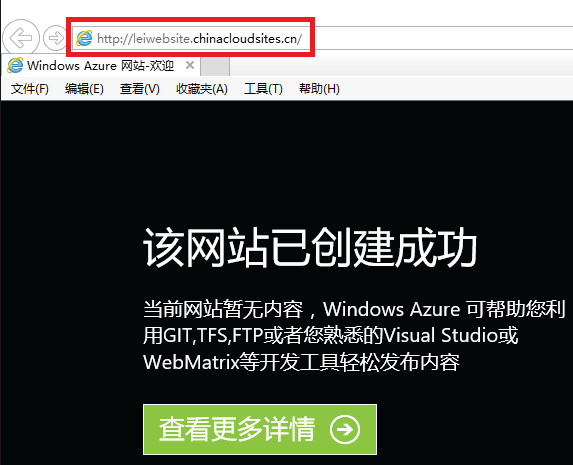 http://leiwebsite.chinacloudsites.cn/
Windows Azure 网站-欢迎
文件(F) 编辑(E) 查看(V) 收藏夹(A) 工具(T) 帮助(H)
该网站已创建成功
当前网站暂无内容，Windows Azure 可帮助您利
用GIT,TFS,FTP或者您熟悉的Visual Studio或
WebMatrix等开发工具轻松发布内容
查看更多详情